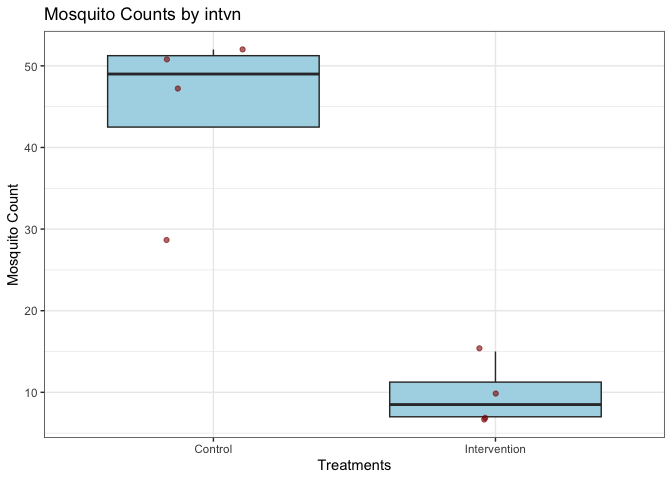 Mosquito Counts by intvn
Mosquito Count
50
40
30
20
10
Control
Intervention
Treatments